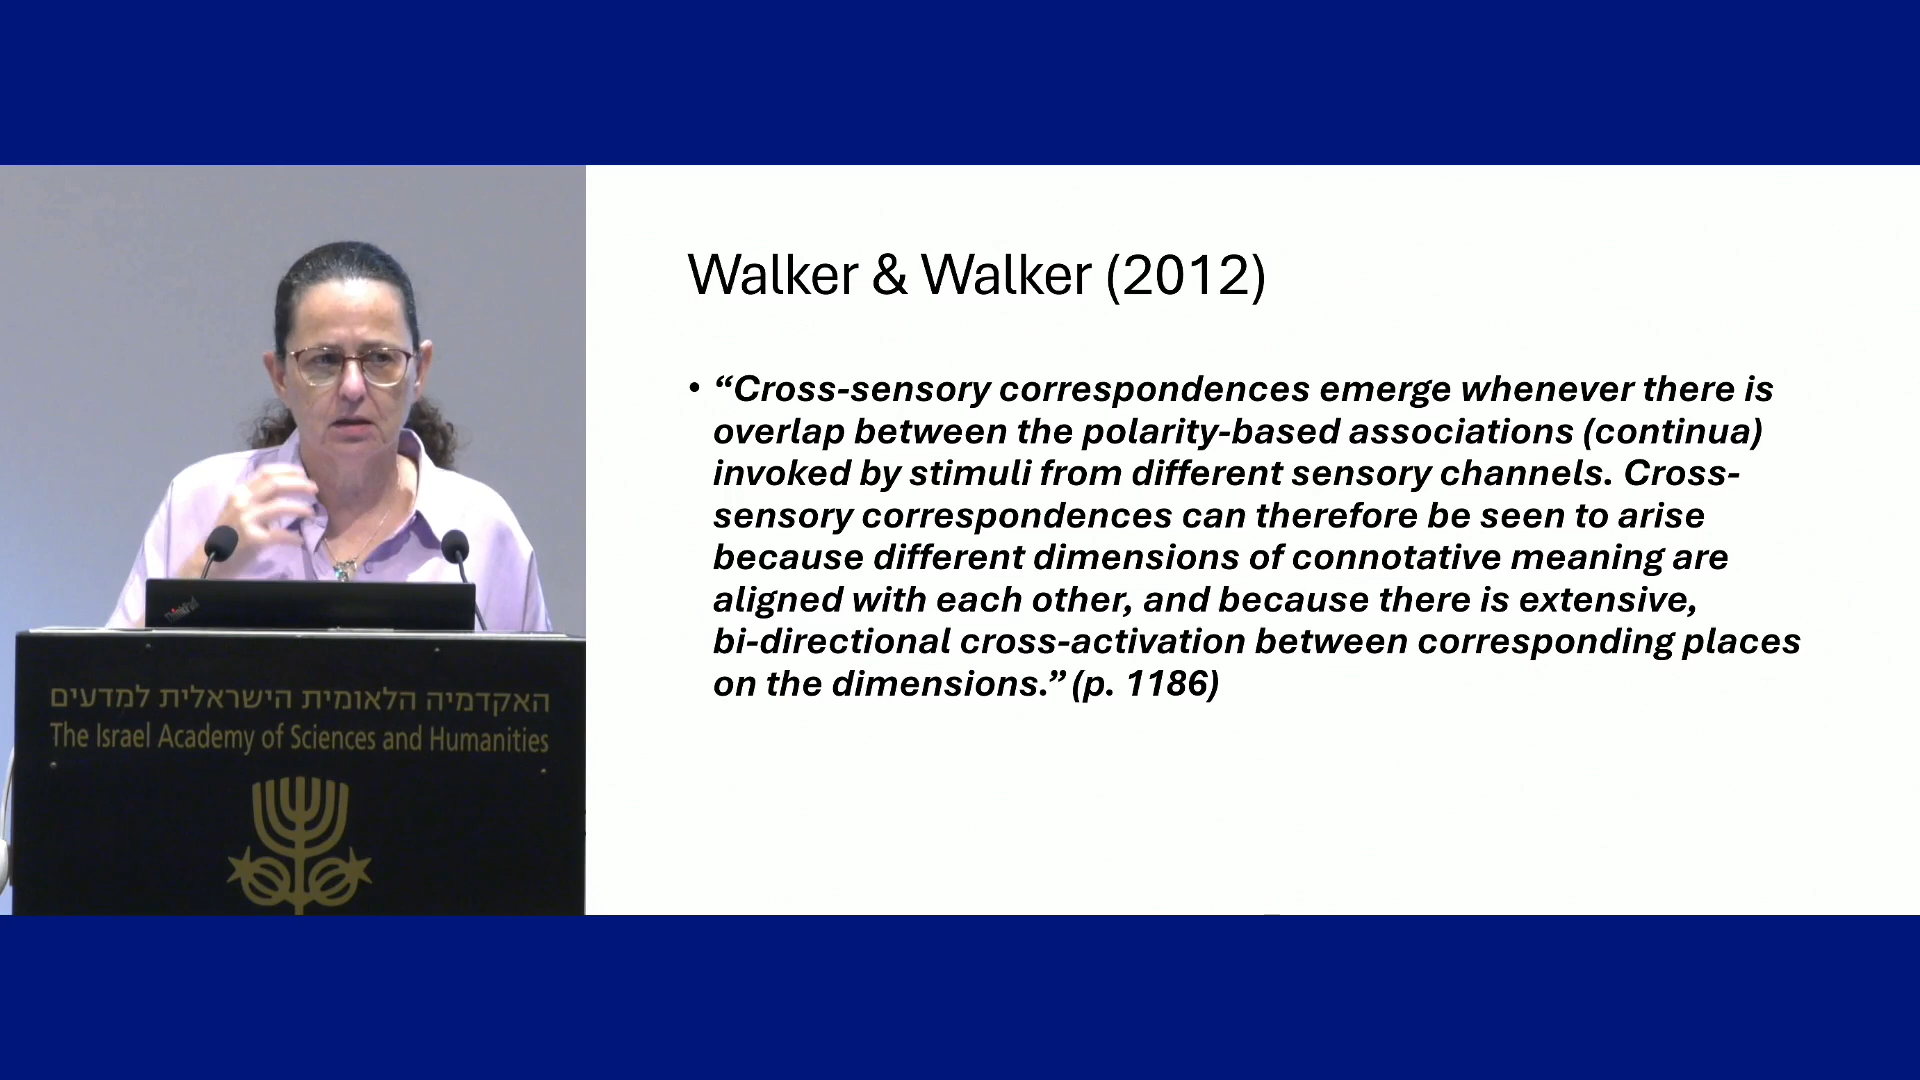 Walker & Walker (2012)
• “Cross-sensory correspondences emerge whenever there is
overlap between the polarity-based associations (continua)
invoked by stimuli from different sensory channels. Cross-
sensory correspondences can therefore be seen to arise
because different dimensions of connotative meaning are
aligned with each other, and because there is extensive,
bi-directional cross-activation between corresponding places
on the dimensions.” (p. 1186)
ThinkPad
האקדמיה הלאומית הישראלית למדעים
The Israel Academy of Sciences and Humanities